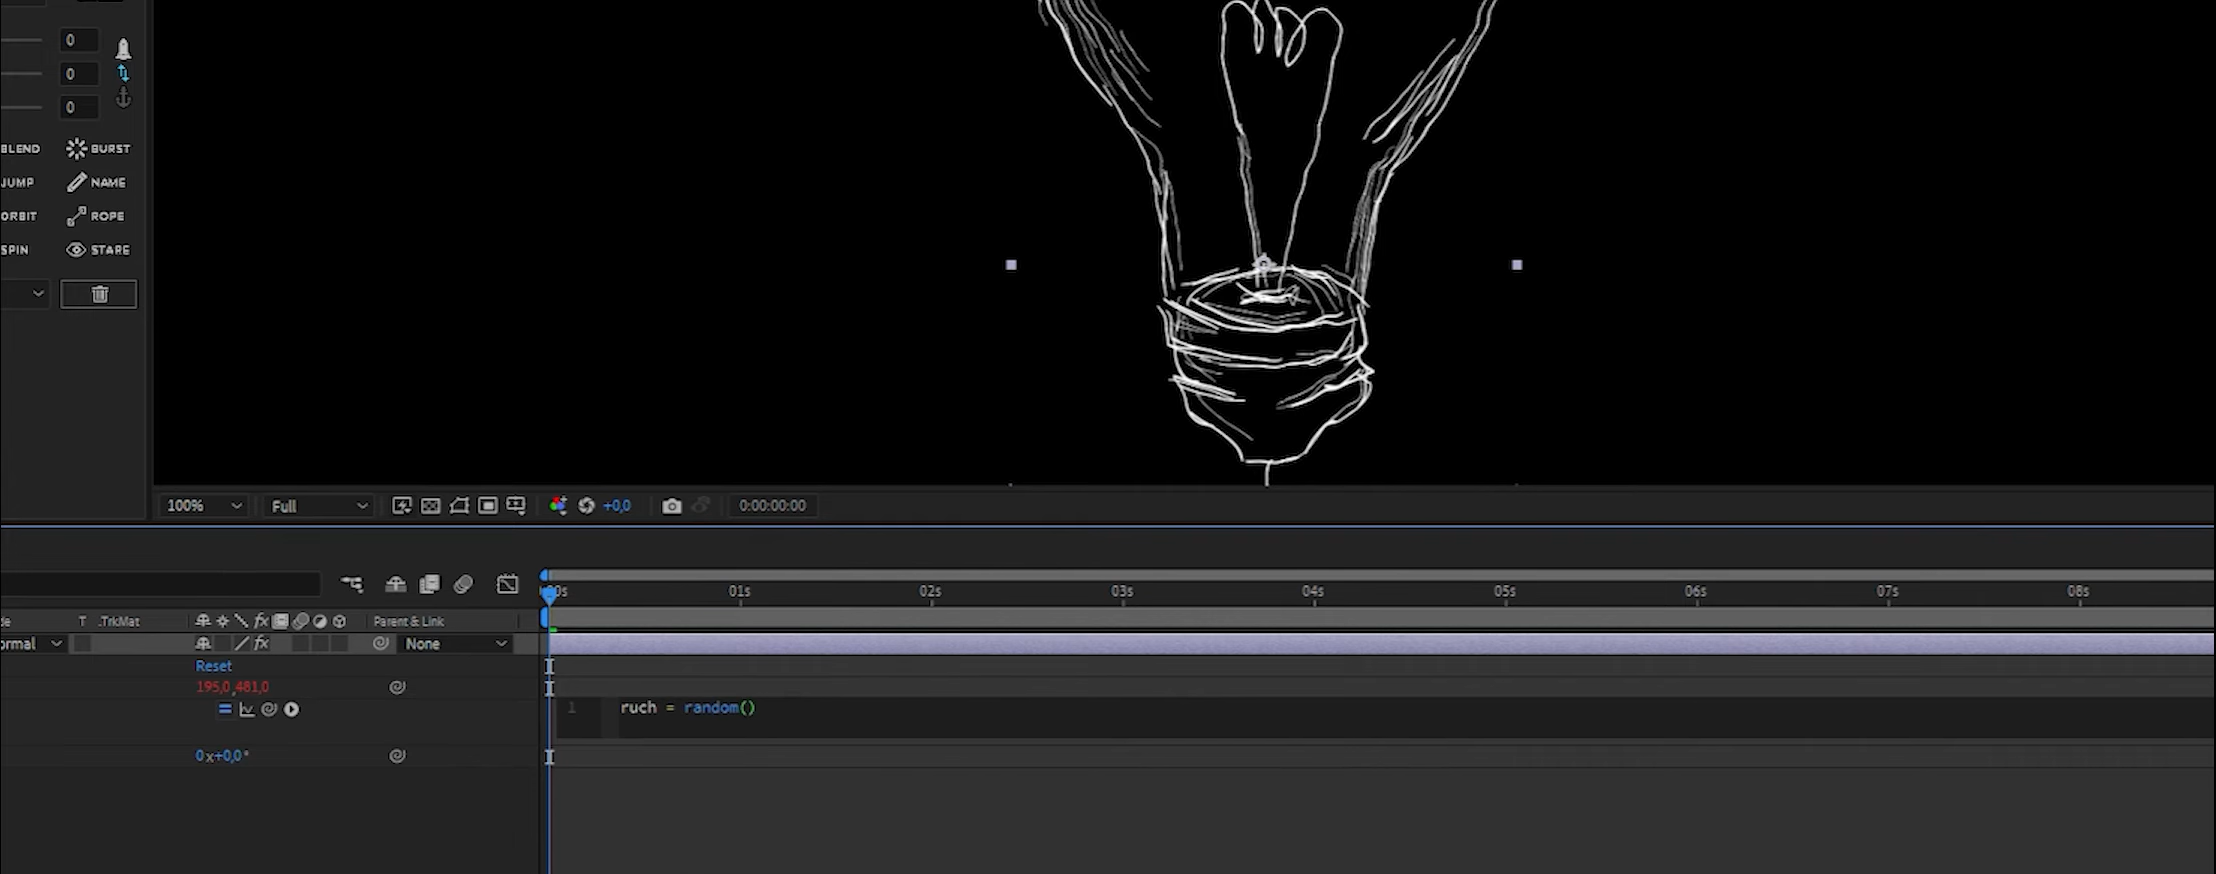 0
0
0
BLEND BURST
JUMP NAME
ORBIT ROPE
SPIN STARE
100% Full +0,0 0:00:00:00
01s 02s 03s 04s 05s 06s 07s 08s
T .TrkMat fx Parent & Link
fx None
Reset
195,0,481,0
1 ruch = random()
0x+0,0°